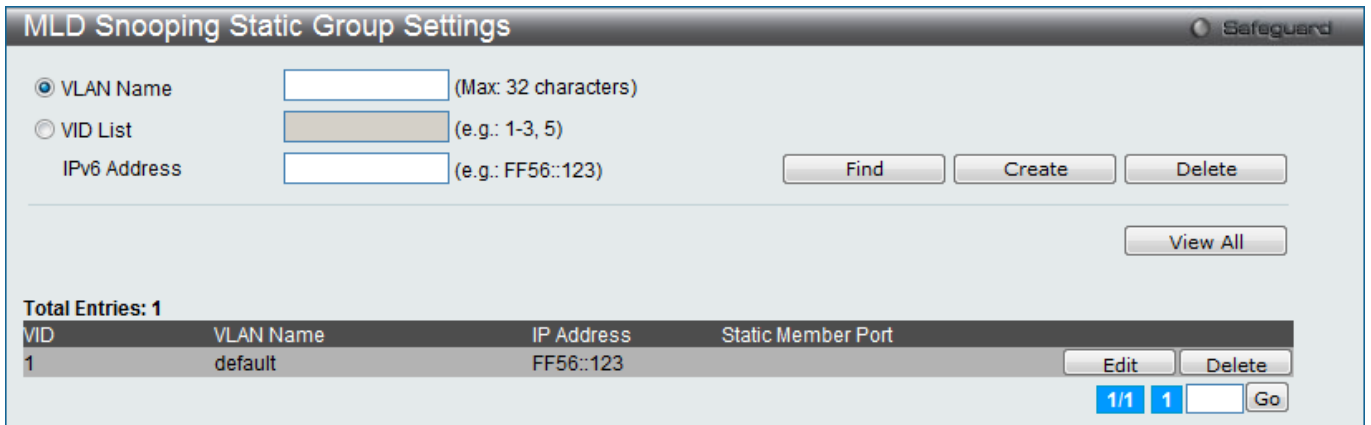 MLD Snooping Static Group Settings Safeguard
VLAN Name (Max: 32 characters)
VID List (e.g.: 1-3, 5)
IPv6 Address (e.g.: FF56::123) Find Create Delete
View All
Total Entries: 1
VID VLAN Name IP Address Static Member Port
1 default FF56::123 Edit Delete
1/1 1 Go